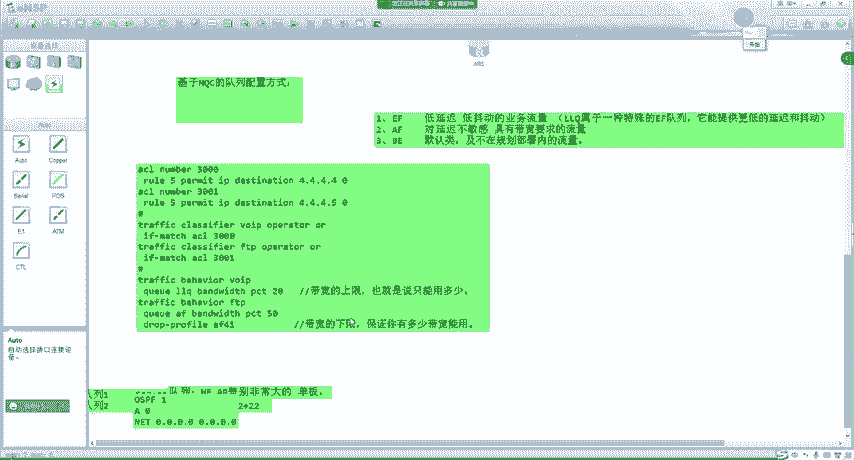 eNSP
AR5
基于MQC的队列配置方式：
1、EF 低延迟 低抖动的业务流量 （LLQ属于一种特殊的EF队列，它能提供更低的延迟和抖动）
2、AF 对延迟不敏感 具有带宽要求的流量
3、BE 默认类，及不在规划部署内的流量。
acl number 3000
rule 5 permit ip destination 4.4.4.4 0
acl number 3001
rule 5 permit ip destination 4.4.4.5 0
#
traffic classifier voip operator or
if-match acl 3000
traffic classifier ftp operator or
if-match acl 3001
#
traffic behavior voip
queue llq bandwidth pct 20 //带宽的上限，也就是说只能用多少。
traffic behavior ftp
queue af bandwidth pct 50
drop-profile af41 //带宽的下限，保证你有多少带宽能用。
Auto
Copper
Serial
POS
E1
ATM
CTL
Auto
自动选择接口连接设备。
队列，NE AR特别非常大的 单板。
队列1
OSPF 1
队列2
A 0
2*22
NET 0.0.0.0 0.0.0.0
开始